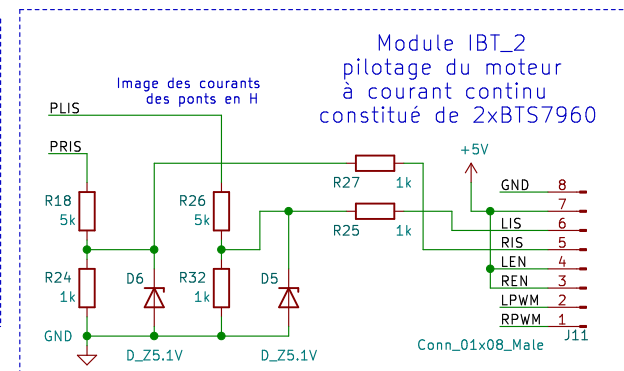 Module IBT_2
pilotage du moteur
à courant continu
constitué de 2xBTS7960
Image des courants
des ponts en H
PLIS
PRIS
+5V
R27 1k
GND 8
7
R18
5k
R26
5k
R25 1k
LIS 6
RIS 5
LEN 4
R24
1k
D6
R32
1k
D5
REN 3
LPWM 2
RPWM 1
GND
J11
Conn_01x08_Male
D_Z5.1V
D_Z5.1V